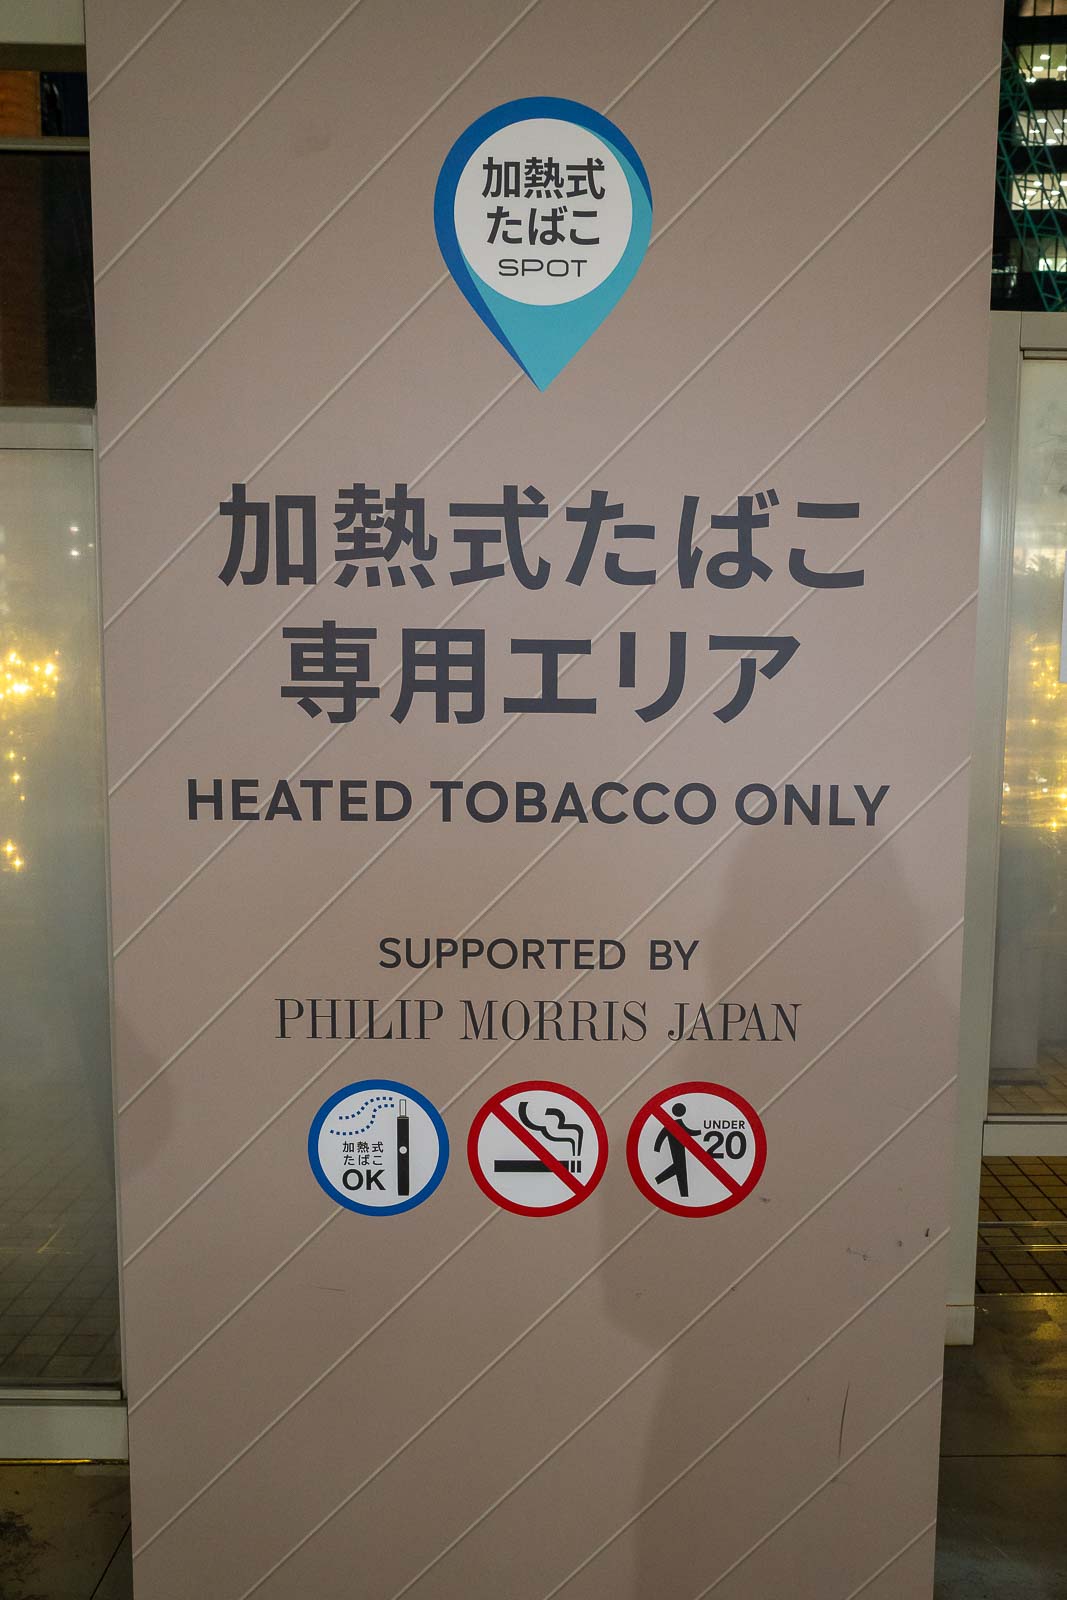 加熱式
たばこ
SPOT
加熱式たばこ
専用エリア
HEATED TOBACCO ONLY
SUPPORTED BY
PHILIP MORRIS JAPAN
加熱式
たばこ
OK
UNDER
20